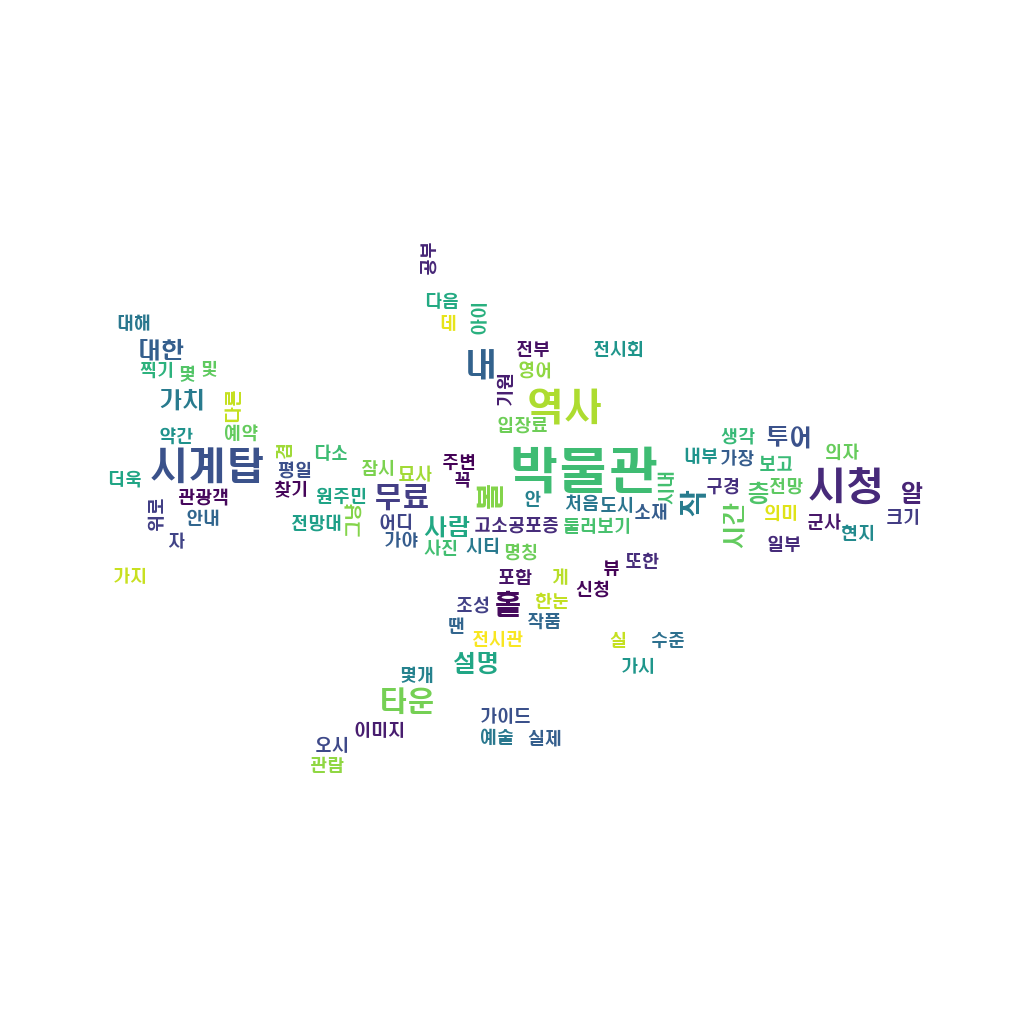 공부
다음
데
아이
대해
대한
찍기
몇
및
내
전부
전시회
영어
기원
가치
다른
역사
입장료
약간
예약
시계탑
겸
다소
평일
더욱
찾기
관광객
위로
안내
자
원주민
전망대
그냥
잠시
묘사
주변
꼭
무료
어디
가야
몰
사람
사진
시티
박물관
안
처음
도시
소재
시내
고소공포증
둘러보기
명칭
작
내부
가장
생각
투어
보고
의자
구경
층
전망
시청
알
시간
의미
군사
현지
크기
일부
가지
포함
게
뷰
또한
신청
조성
홀
한눈
땐
작품
전시관
실
수준
가시
설명
몇개
타운
이미지
가이드
예술
실제
오시
관람